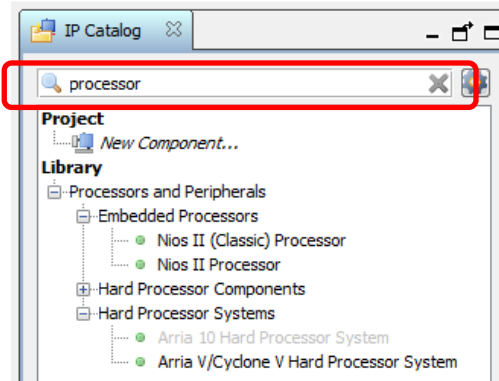 IP Catalog
processor
Project
New Component...
Library
Processors and Peripherals
Embedded Processors
Nios II (Classic) Processor
Nios II Processor
Hard Processor Components
Hard Processor Systems
Arria 10 Hard Processor System
Arria V/Cyclone V Hard Processor System